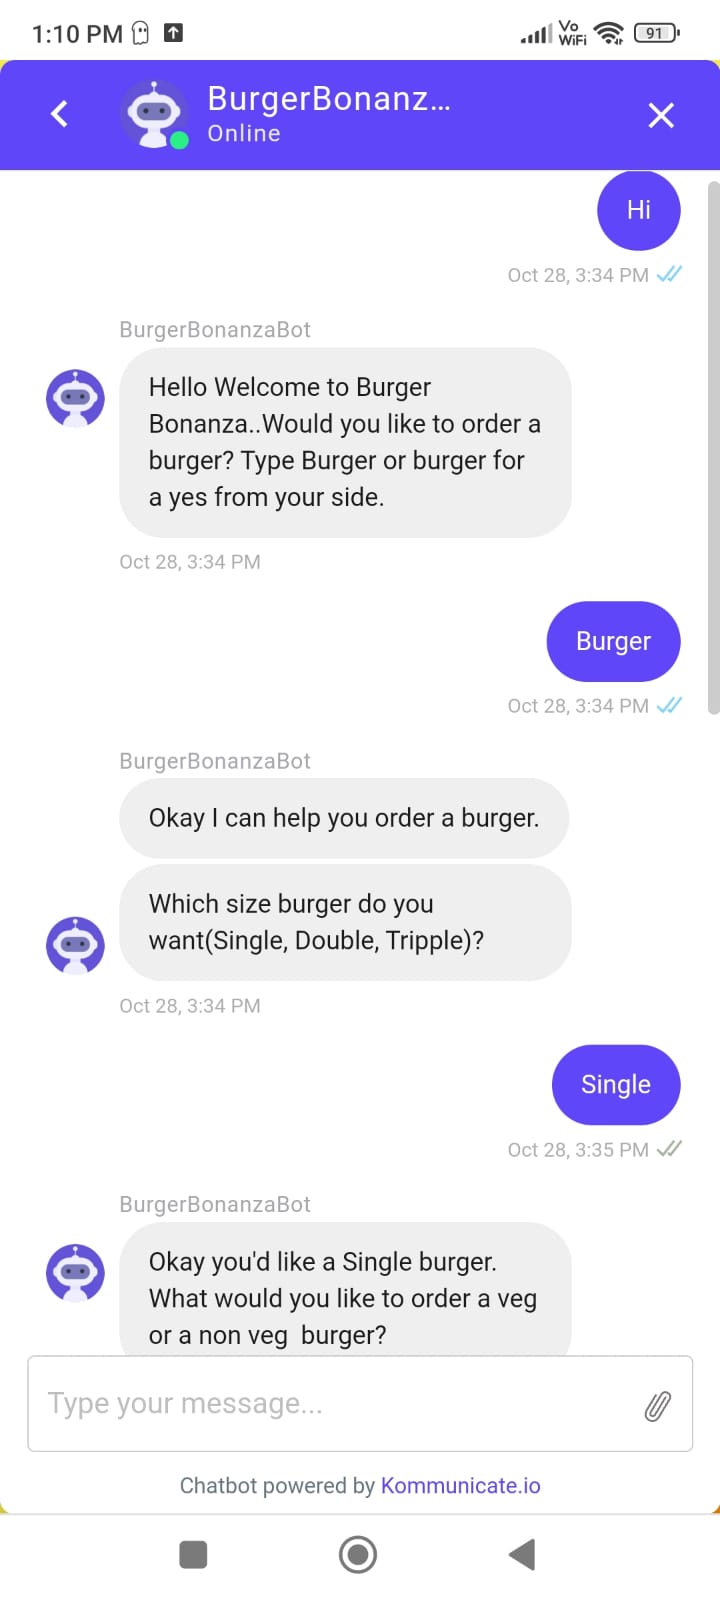 1:10 PM
Vo
WiFi
91
BurgerBonanz...
Online
Hi
Oct 28, 3:34 PM
BurgerBonanzaBot
Hello Welcome to Burger
Bonanza..Would you like to order a
burger? Type Burger or burger for
a yes from your side.
Oct 28, 3:34 PM
Burger
Oct 28, 3:34 PM
BurgerBonanzaBot
Okay I can help you order a burger.
Which size burger do you
want(Single, Double, Tripple)?
Oct 28, 3:34 PM
Single
Oct 28, 3:35 PM
BurgerBonanzaBot
Okay you'd like a Single burger.
What would you like to order a veg
or a non veg  burger?
Type your message...
Chatbot powered by Kommunicate.io